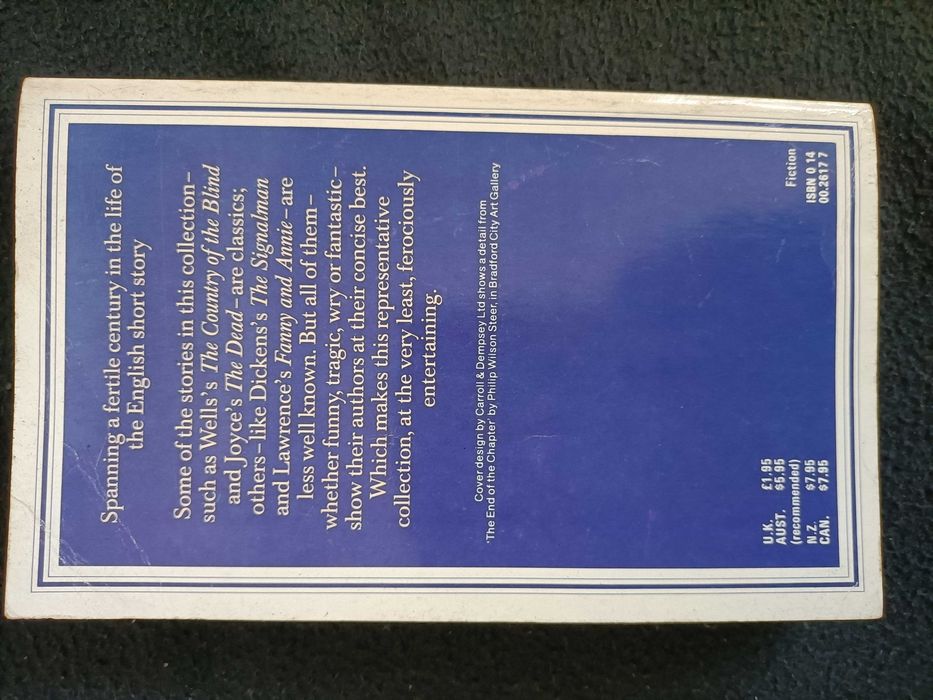 Spanning a fertile century in the life of
the English short story
Some of the stories in this collection–
such as Wells's The Country of the Blind
and Joyce's The Dead–are classics;
others–like Dickens's The Signalman
and Lawrence's Fanny and Annie–are
less well known. But all of them–
whether funny, tragic, wry or fantastic–
show their authors at their concise best.
Which makes this representative
collection, at the very least, ferociously
entertaining.
Cover design by Carroll & Dempsey Ltd shows a detail from
'The End of the Chapter' by Philip Wilson Steer, in Bradford City Art Gallery
U.K. £1.95
AUST. $5.95
(recommended)
N.Z. $7.95
CAN. $7.95
Fiction
ISBN 0 14
00.2617 7